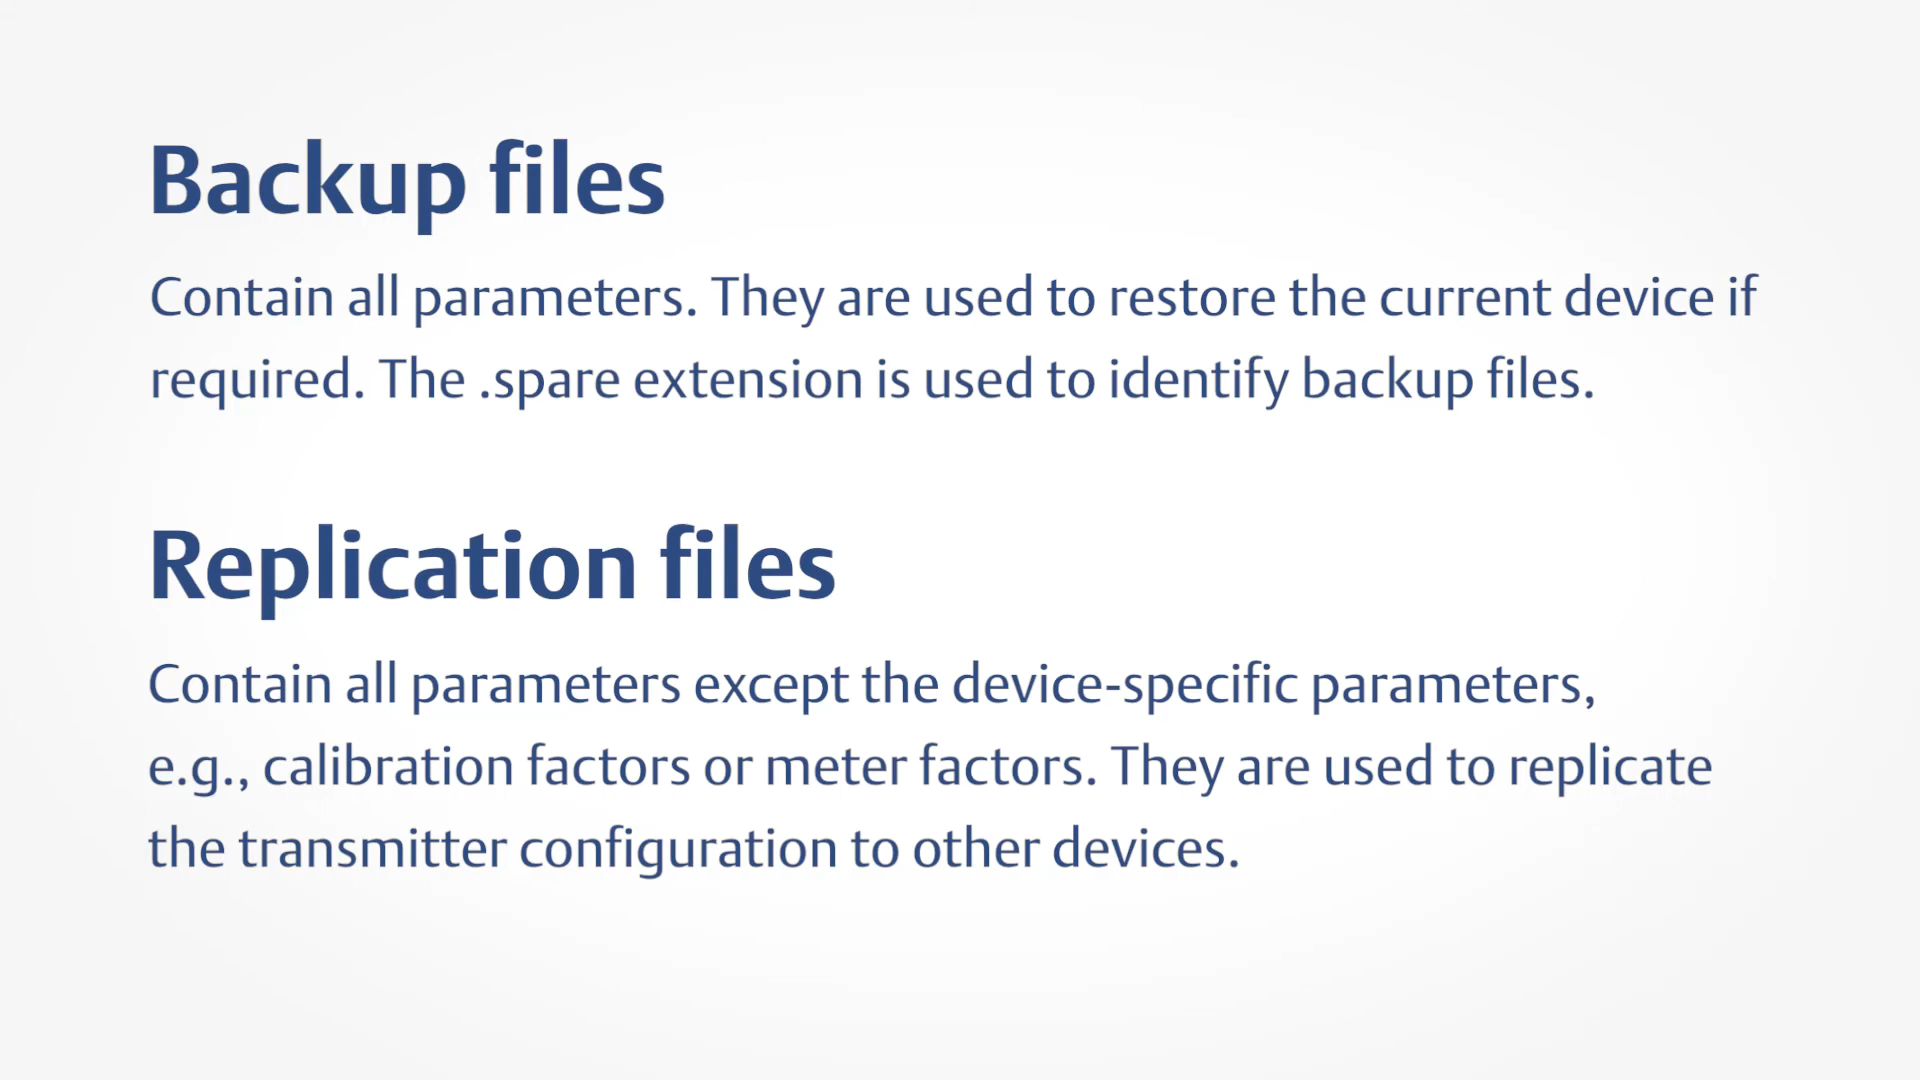 Backup files
Contain all parameters. They are used to restore the current device if
required. The .spare extension is used to identify backup files.
Replication files
Contain all parameters except the device-specific parameters,
e.g., calibration factors or meter factors. They are used to replicate
the transmitter configuration to other devices.